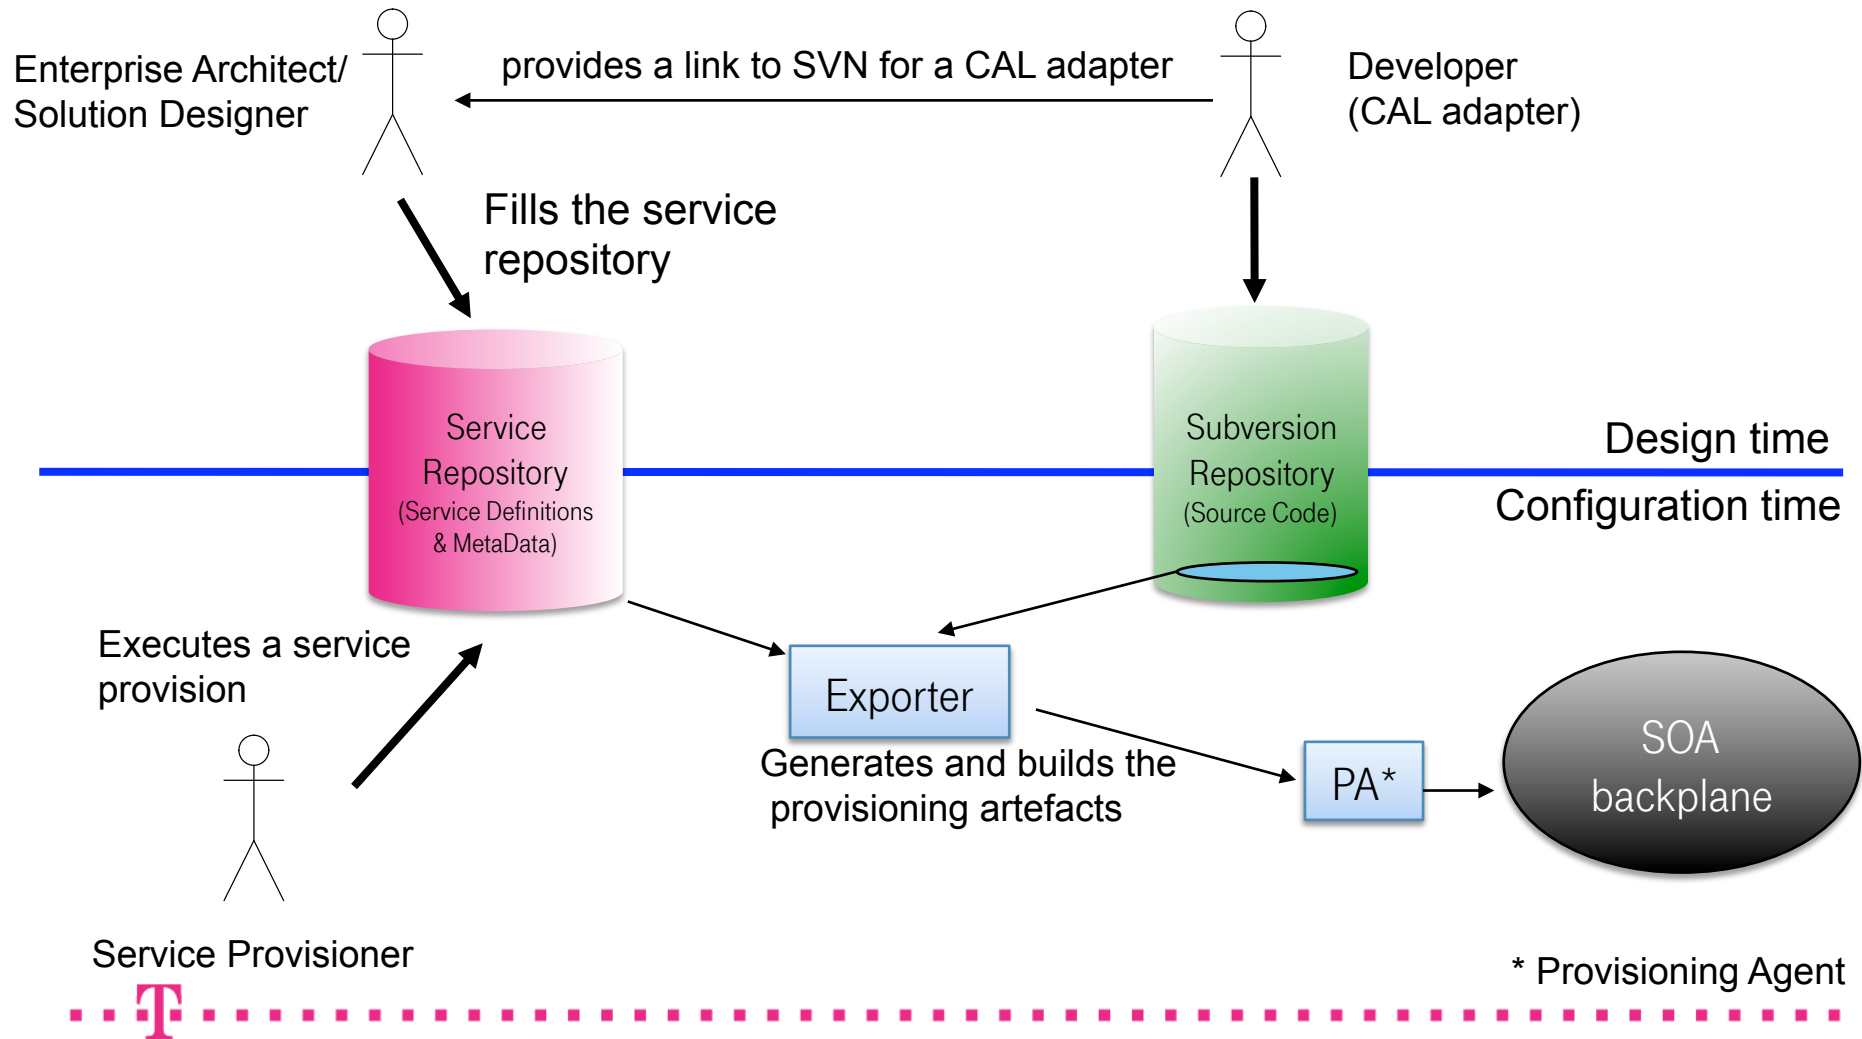 Enterprise Architect/
Solution Designer
provides a link to SVN for a CAL adapter
Developer
(CAL adapter)
Fills the service
repository
Service
Repository
(Service Definitions
& MetaData)
Subversion
Repository
(Source Code)
Design time
Configuration time
Executes a service
provision
Exporter
Generates and builds the
provisioning artefacts
PA*
SOA
backplane
Service Provisioner
* Provisioning Agent
T